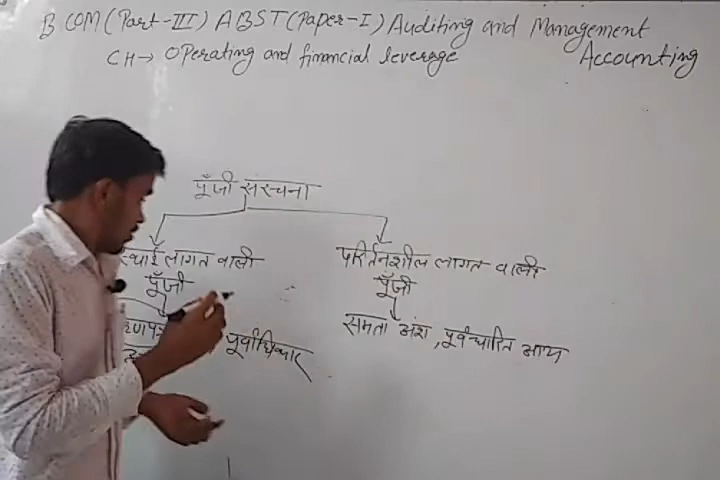 B COM (Part-III) ABST (Paper-I) Auditing and Management
Accounting
CH→ Operating and financial leverage
पूँजी संरचना
स्थाई लागत वाली
पूँजी
पूर्वाधिकार
परिर्तनशील लागत वाली
पूँजी
समता अंश, पूर्वधारित आय